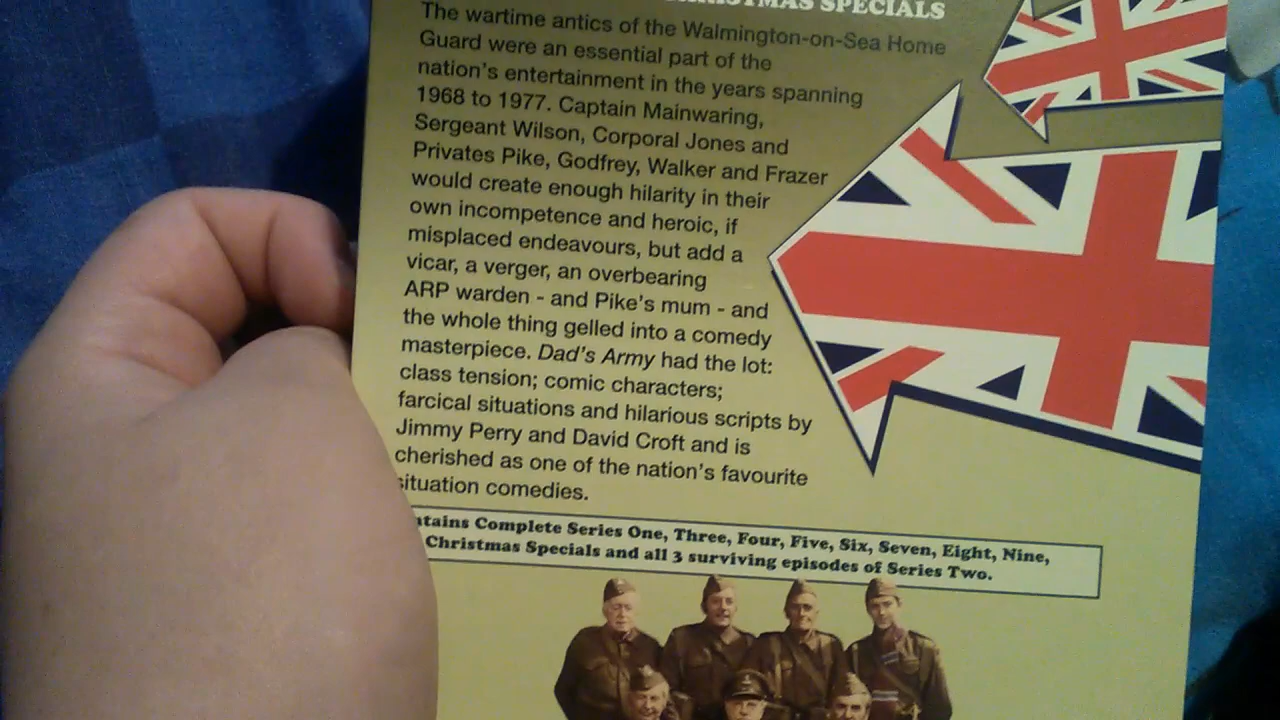 CHRISTMAS SPECIALS
The wartime antics of the Walmington-on-Sea Home
Guard were an essential part of the
nation's entertainment in the years spanning
1968 to 1977. Captain Mainwaring,
Sergeant Wilson, Corporal Jones and
Privates Pike, Godfrey, Walker and Frazer
would create enough hilarity in their
own incompetence and heroic, if
misplaced endeavours, but add a
vicar, a verger, an overbearing
ARP warden - and Pike's mum - and
the whole thing gelled into a comedy
masterpiece. Dad's Army had the lot:
class tension; comic characters;
farcical situations and hilarious scripts by
Jimmy Perry and David Croft and is
cherished as one of the nation's favourite
situation comedies.
ntains Complete Series One, Three, Four, Five, Six, Seven, Eight, Nine,
Christmas Specials and all 3 surviving episodes of Series Two.